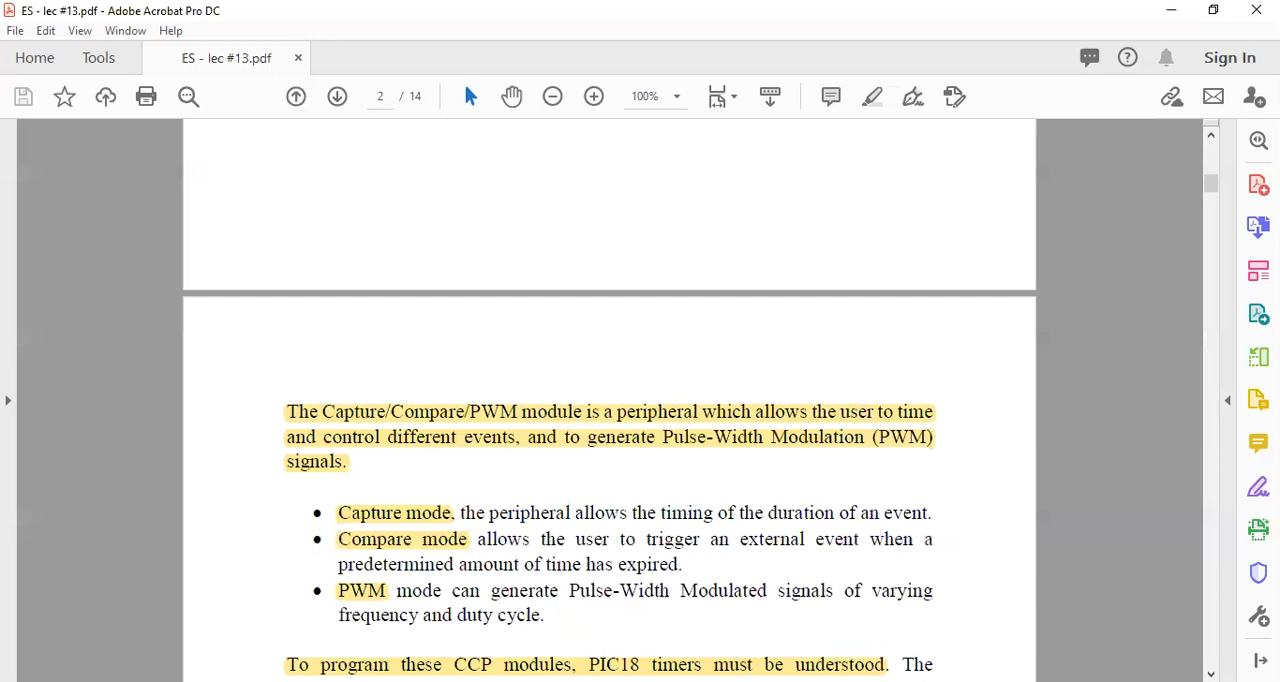 ES - lec #13.pdf - Adobe Acrobat Pro DC
File Edit View Window Help
Home Tools ES - lec #13.pdf × Sign In
2 / 14 100%
The Capture/Compare/PWM module is a peripheral which allows the user to time
and control different events, and to generate Pulse-Width Modulation (PWM)
signals.
• Capture mode, the peripheral allows the timing of the duration of an event.
• Compare mode allows the user to trigger an external event when a
predetermined amount of time has expired.
• PWM mode can generate Pulse-Width Modulated signals of varying
frequency and duty cycle.
To program these CCP modules, PIC18 timers must be understood. The